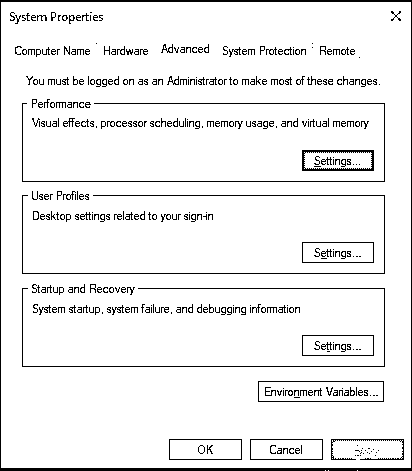 System Properties
Computer Name Hardware Advanced System Protection Remote
You must be logged on as an Administrator to make most of these changes.
Performance
Visual effects, processor scheduling, memory usage, and virtual memory
Settings...
User Profiles
Desktop settings related to your sign-in
Settings...
Startup and Recovery
System startup, system failure, and debugging information
Settings...
Environment Variables...
OK Cancel